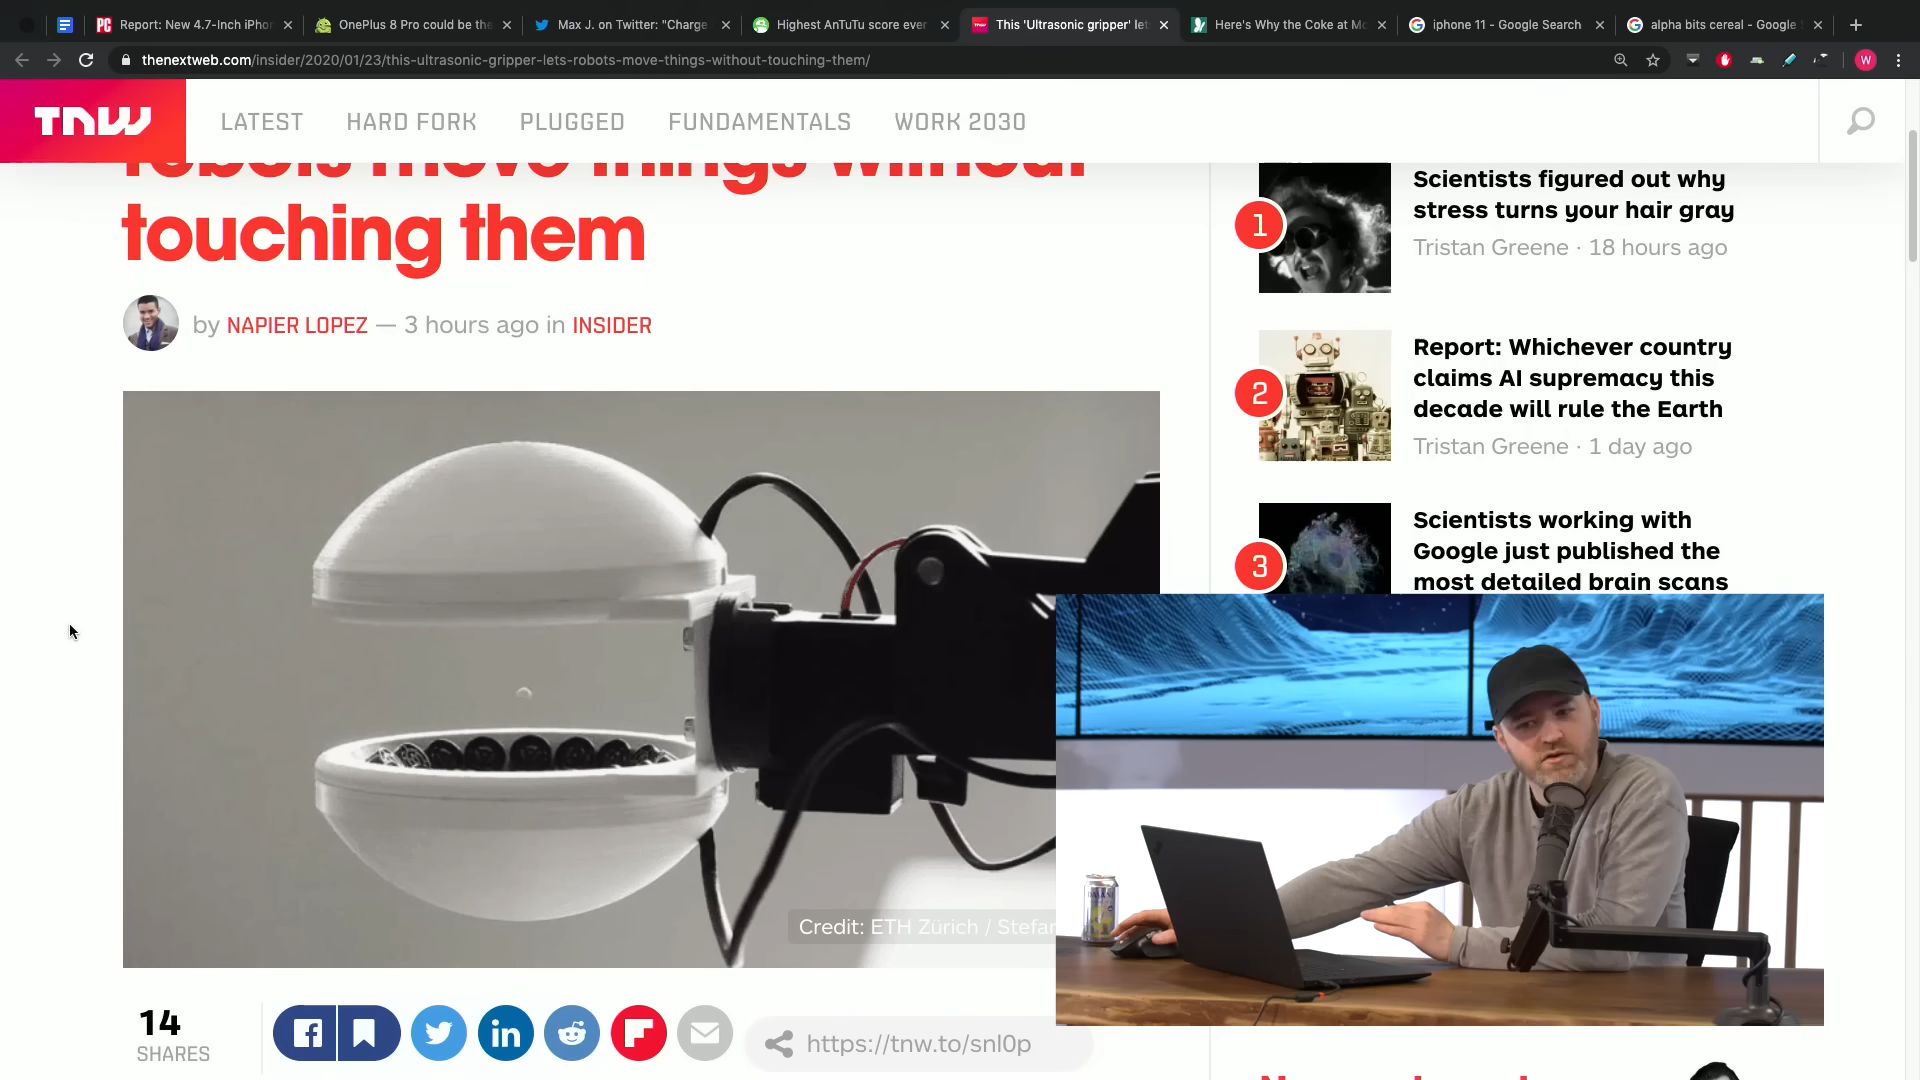 Report: New 4.7-Inch iPho
OnePlus 8 Pro could be the
Max J. on Twitter: "Charge
Highest AnTuTu score ever
This 'Ultrasonic gripper' let
Here's Why the Coke at Mc
iphone 11 - Google Search
alpha bits cereal - Google S
thenextweb.com/insider/2020/01/23/this-ultrasonic-gripper-lets-robots-move-things-without-touching-them/
W
TNW
LATEST
HARD FORK
PLUGGED
FUNDAMENTALS
WORK 2030
robots move things without
touching them
by NAPIER LOPEZ — 3 hours ago in INSIDER
Credit: ETH Zürich / Stefan
14
SHARES
https://tnw.to/snl0p
1
Scientists figured out why
stress turns your hair gray
Tristan Greene · 18 hours ago
2
Report: Whichever country
claims AI supremacy this
decade will rule the Earth
Tristan Greene · 1 day ago
3
Scientists working with
Google just published the
most detailed brain scans